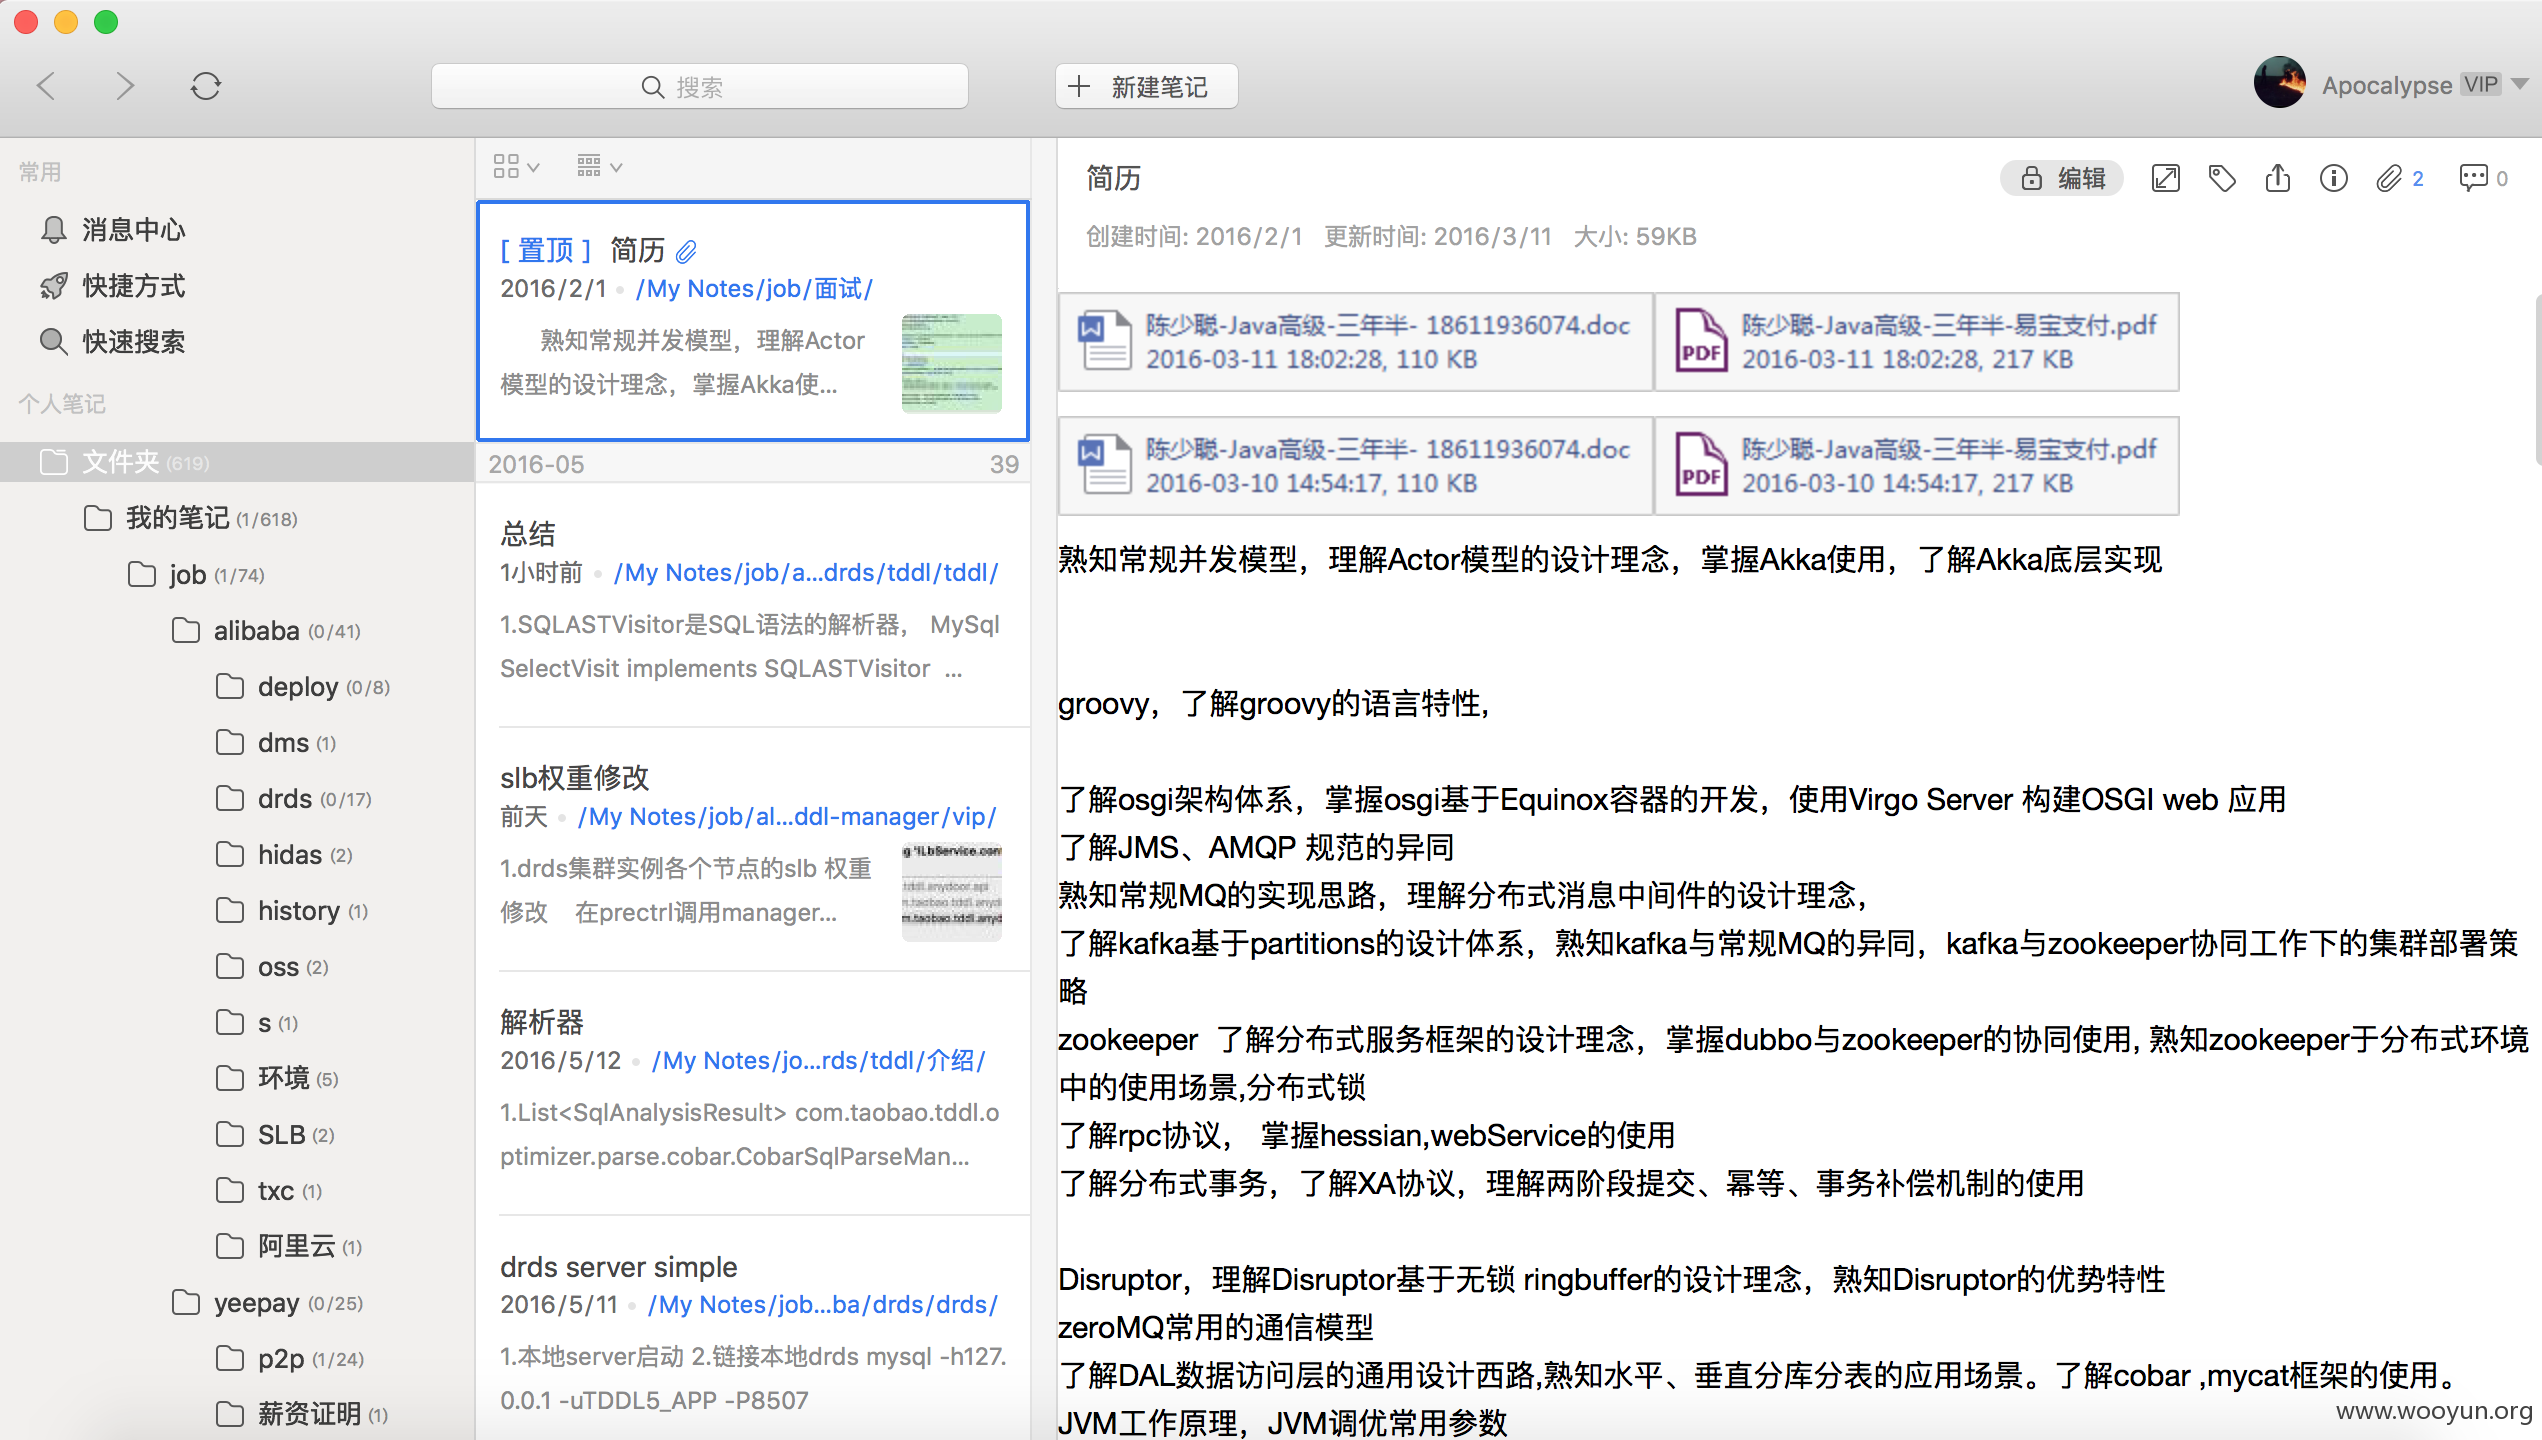 搜索
新建笔记
Apocalypse VIP
常用
消息中心
快捷方式
快速搜索
个人笔记
文件夹 (619)
我的笔记 (1/618)
job (1/74)
alibaba (0/41)
deploy (0/8)
dms (1)
drds (0/17)
hidas (2)
history (1)
oss (2)
s (1)
环境 (5)
SLB (2)
txc (1)
阿里云 (1)
yeepay (0/25)
p2p (1/24)
薪资证明 (1)
[ 置顶 ] 简历
2016/2/1 • /My Notes/job/面试/
熟知常规并发模型，理解Actor
模型的设计理念，掌握Akka使...
2016-05 39
总结
1小时前 • /My Notes/job/a...drds/tddl/tddl/
1.SQLASTVisitor是SQL语法的解析器， MySql
SelectVisit implements SQLASTVisitor ...
slb权重修改
前天 • /My Notes/job/al...ddl-manager/vip/
1.drds集群实例各个节点的slb 权重
修改 在prectrl调用manager...
解析器
2016/5/12 • /My Notes/jo...rds/tddl/介绍/
1.List<SqlAnalysisResult> com.taobao.tddl.o
ptimizer.parse.cobar.CobarSqlParseMan...
drds server simple
2016/5/11 • /My Notes/job...ba/drds/drds/
1.本地server启动 2.链接本地drds mysql -h127.
0.0.1 -uTDDL5_APP -P8507
简历
编辑
2
0
创建时间: 2016/2/1 更新时间: 2016/3/11 大小: 59KB
陈少聪-Java高级-三年半- 18611936074.doc
2016-03-11 18:02:28, 110 KB
PDF
陈少聪-Java高级-三年半-易宝支付.pdf
2016-03-11 18:02:28, 217 KB
陈少聪-Java高级-三年半- 18611936074.doc
2016-03-10 14:54:17, 110 KB
PDF
陈少聪-Java高级-三年半-易宝支付.pdf
2016-03-10 14:54:17, 217 KB
熟知常规并发模型，理解Actor模型的设计理念，掌握Akka使用，了解Akka底层实现
groovy，了解groovy的语言特性,
了解osgi架构体系，掌握osgi基于Equinox容器的开发，使用Virgo Server 构建OSGI web 应用
了解JMS、AMQP 规范的异同
熟知常规MQ的实现思路，理解分布式消息中间件的设计理念，
了解kafka基于partitions的设计体系，熟知kafka与常规MQ的异同，kafka与zookeeper协同工作下的集群部署策
略
zookeeper 了解分布式服务框架的设计理念，掌握dubbo与zookeeper的协同使用, 熟知zookeeper于分布式环境
中的使用场景,分布式锁
了解rpc协议， 掌握hessian,webService的使用
了解分布式事务，了解XA协议，理解两阶段提交、幂等、事务补偿机制的使用
Disruptor，理解Disruptor基于无锁 ringbuffer的设计理念，熟知Disruptor的优势特性
zeroMQ常用的通信模型
了解DAL数据访问层的通用设计西路,熟知水平、垂直分库分表的应用场景。了解cobar ,mycat框架的使用。
JVM工作原理，JVM调优常用参数
www.wooyun.org